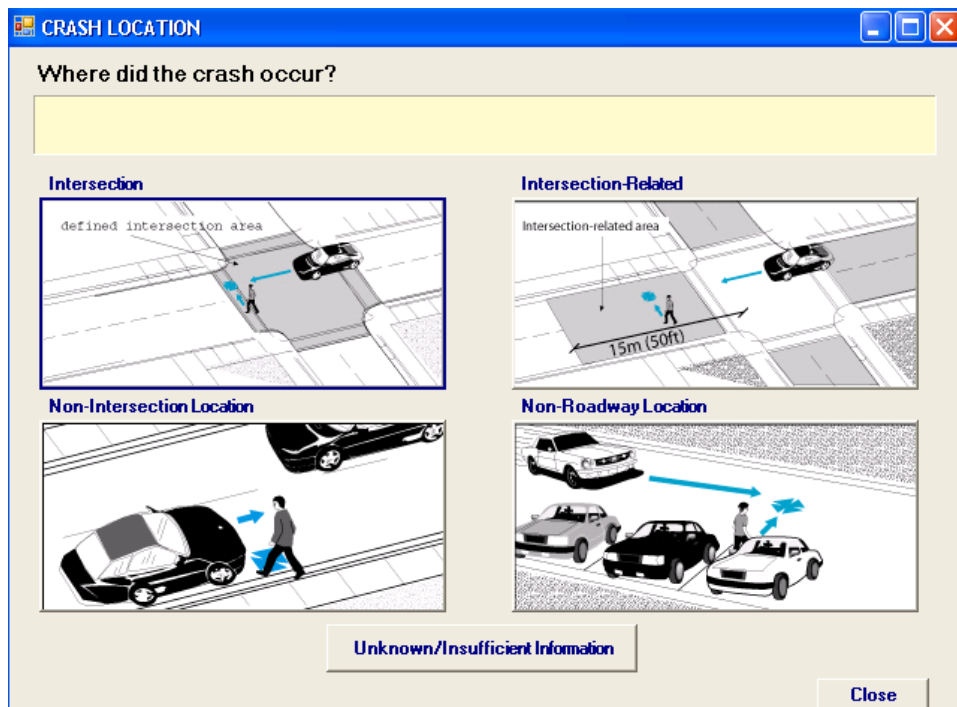 CRASH LOCATION
Where did the crash occur?
Intersection
Intersection-Related
defined intersection area
Intersection-related area
15m (50ft)
Non-Intersection Location
Non-Roadway Location
Unknown/Insufficient Information
Close